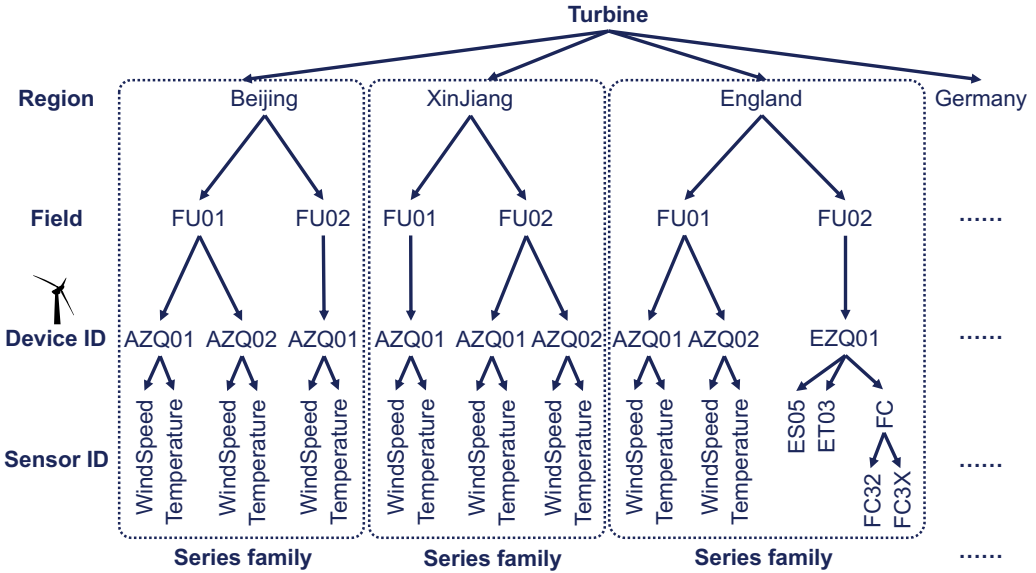 Turbine
Region Beijing XinJiang England Germany
Field FU01 FU02 FU01 FU02 FU01 FU02 ......
Device ID AZQ01 AZQ02 AZQ01 AZQ01 AZQ01 AZQ02 AZQ01 AZQ02 EZQ01 ......
Sensor ID WindSpeed Temperature WindSpeed Temperature WindSpeed Temperature WindSpeed Temperature WindSpeed Temperature WindSpeed Temperature WindSpeed Temperature WindSpeed Temperature ES05 ET03 FC ......
FC32 FC3X
Series family Series family Series family ......